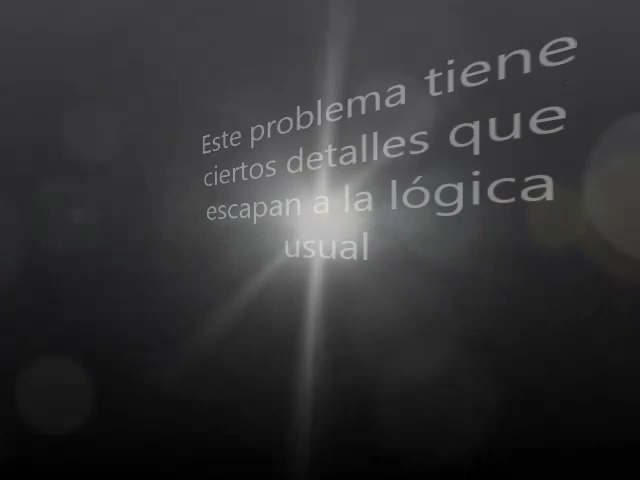 Este problema tiene
ciertos detalles que
escapan a la lógica
usual